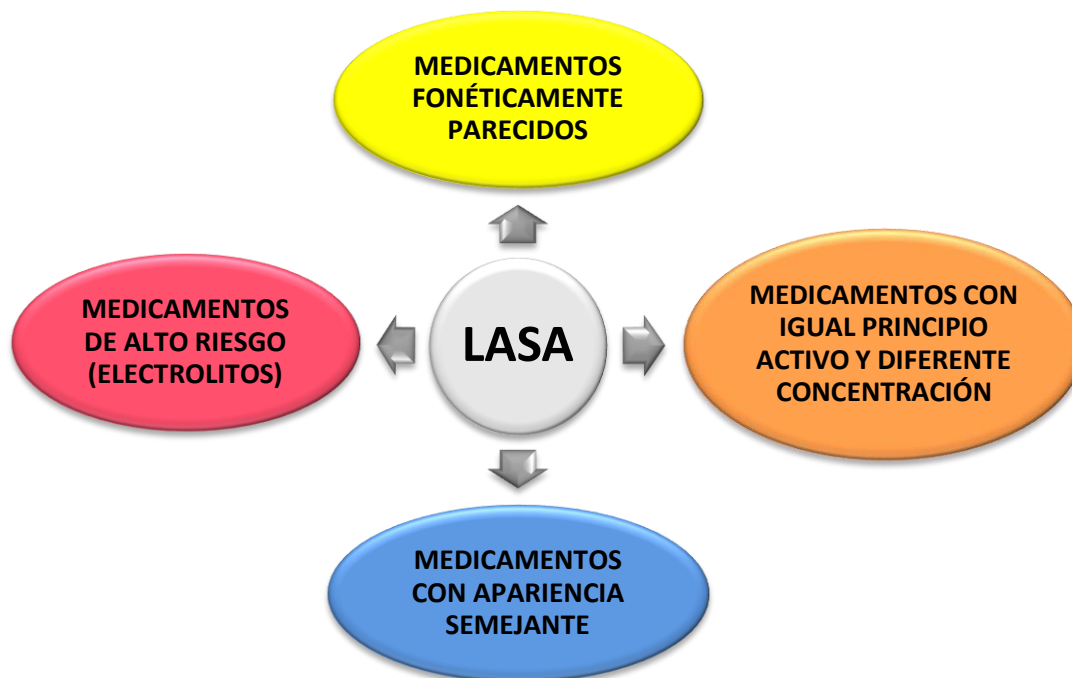 MEDICAMENTOS
FONÉTICAMENTE
PARECIDOS
MEDICAMENTOS
DE ALTO RIESGO
(ELECTROLITOS)
LASA
MEDICAMENTOS CON
IGUAL PRINCIPIO
ACTIVO Y DIFERENTE
CONCENTRACIÓN
MEDICAMENTOS
CON APARIENCIA
SEMEJANTE